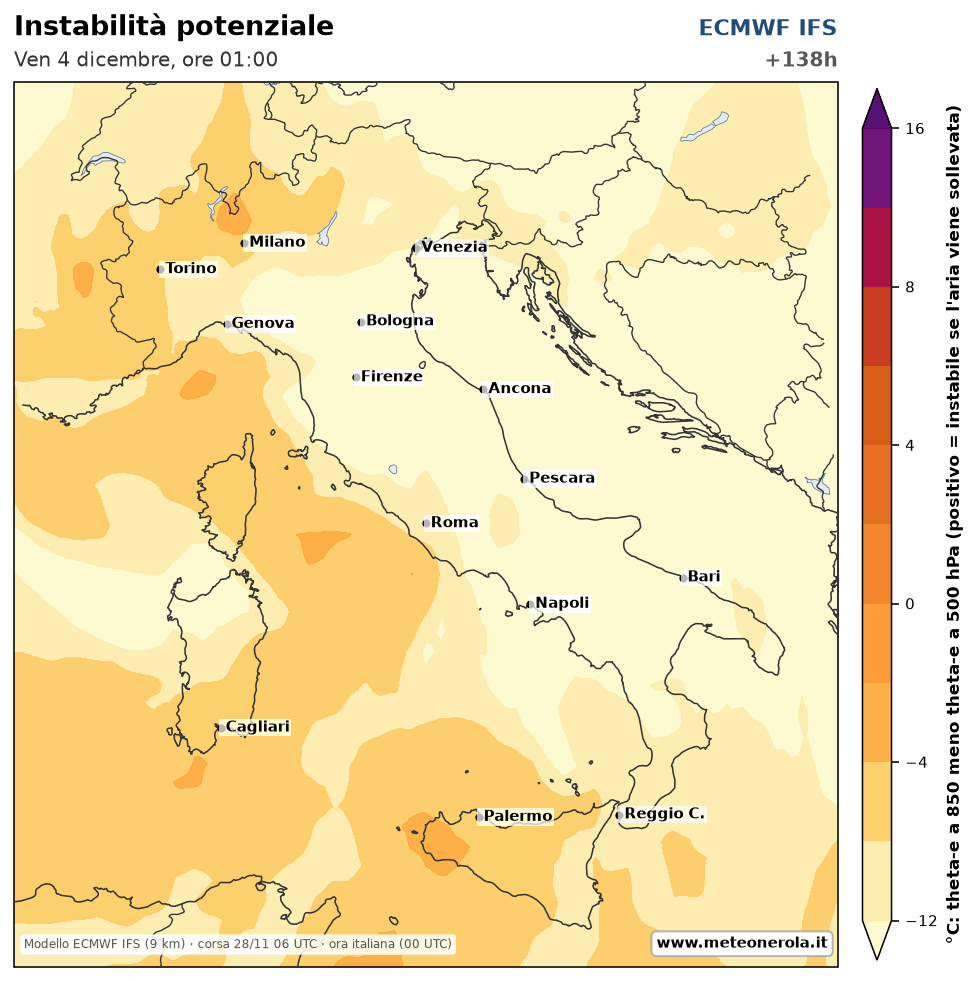 Instabilità potenziale
ECMWF IFS
Ven 4 dicembre, ore 01:00
+138h
Milano
Venezia
Torino
Genova
Bologna
Firenze
Ancona
Pescara
Roma
Bari
Napoli
Cagliari
Palermo
Reggio C.
16
8
4
0
−4
−12
°C: theta-e a 850 meno theta-e a 500 hPa (positivo = instabile se l'aria viene sollevata)
Modello ECMWF IFS (9 km) · corsa 28/11 06 UTC · ora italiana (00 UTC)
www.meteonerola.it